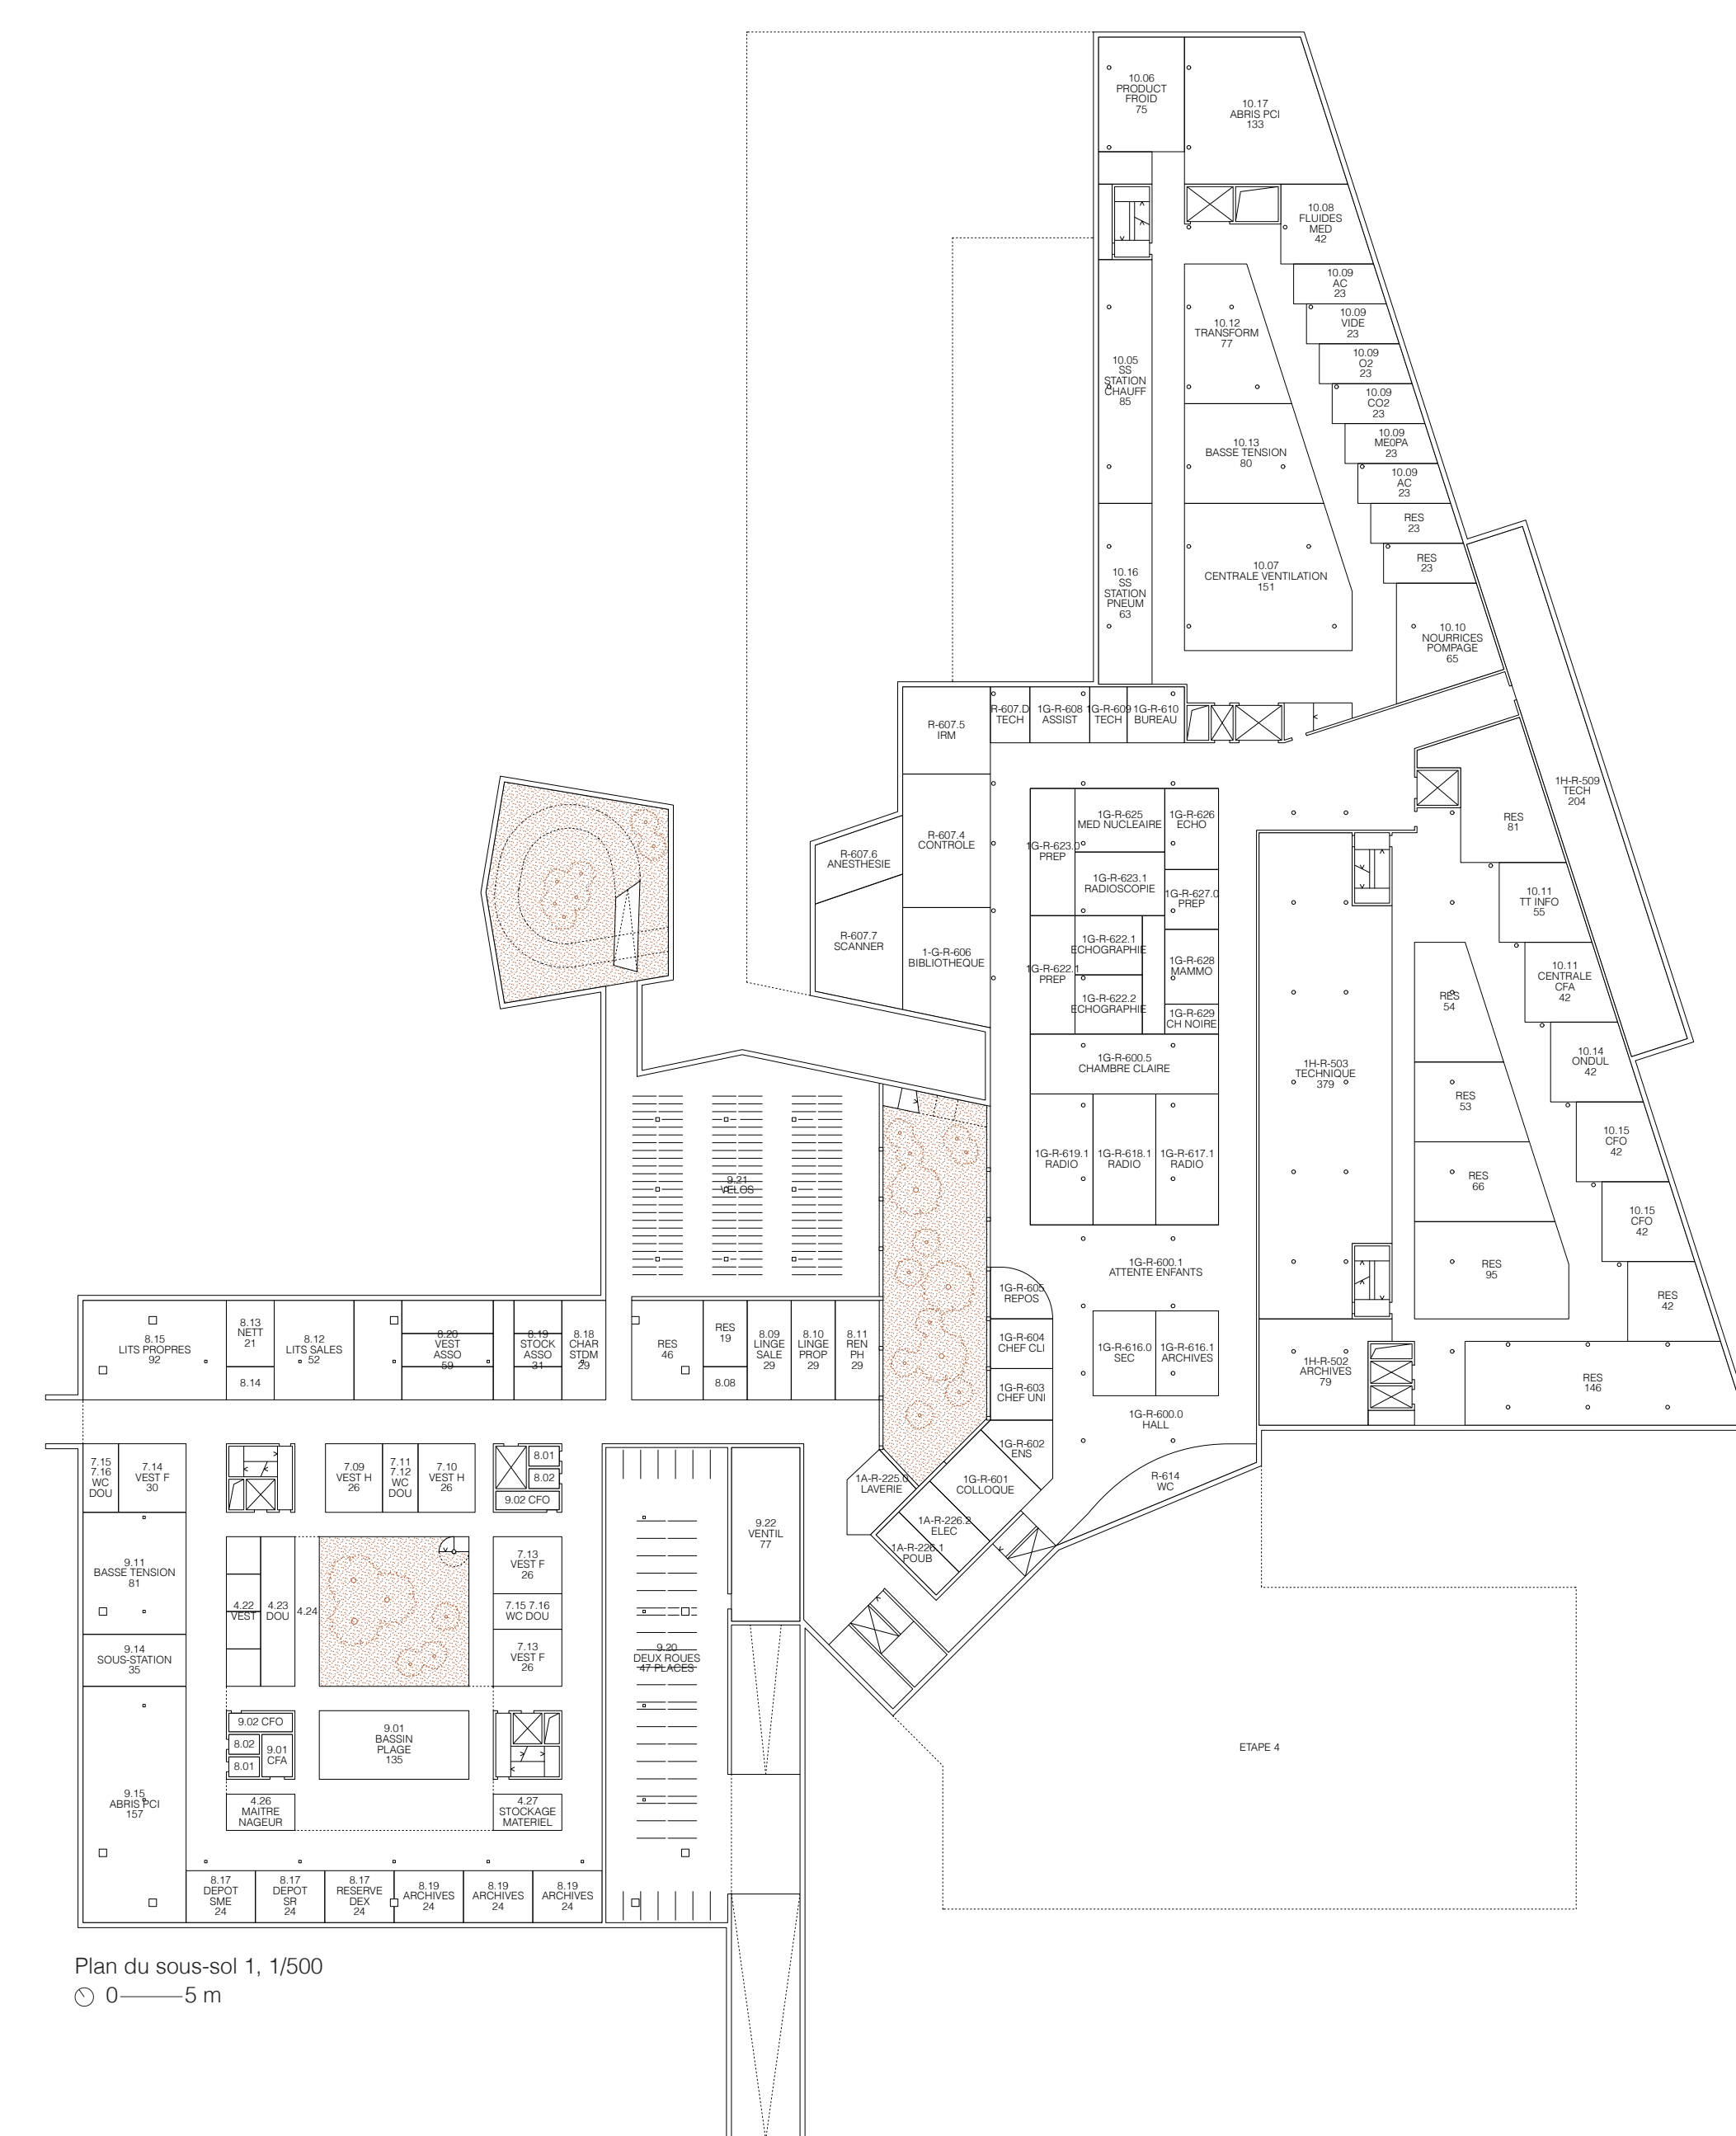 10.06
PRODUCT
FROID
75
10.17
ABRIS PCI
133
10.08
FLUIDES
MED
42
10.09
AC
23
10.09
VIDE
23
10.09
O2
23
10.09
CO2
23
10.09
ME0PA
23
10.09
AC
23
RES
23
RES
23
10.10
NOURRICES
POMPAGE
65
10.12
TRANSFORM
77
10.05
SS
STATION
CHAUFF
85
10.13
BASSE TENSION
80
10.16
SS
STATION
PNEUM
63
10.07
CENTRALE VENTILATION
151
R-607.5
IRM
R-607.D
TECH
1G-R-608
ASSIST
1G-R-609
TECH
1G-R-610
BUREAU
R-607.4
CONTROLE
R-607.6
ANESTHESIE
R-607.7
SCANNER
1-G-R-606
BIBLIOTHEQUE
1G-R-623.0
PREP
1G-R-625
MED NUCLEAIRE
1G-R-626
ECHO
1G-R-623.1
RADIOSCOPIE
1G-R-627.0
PREP
1G-R-622.1
PREP
1G-R-622.1
ECHOGRAPHIE
1G-R-622.2
ECHOGRAPHIE
1G-R-628
MAMMO
1G-R-629
CH NOIRE
1G-R-600.5
CHAMBRE CLAIRE
1G-R-619.1
RADIO
1G-R-618.1
RADIO
1G-R-617.1
RADIO
1G-R-600.1
ATTENTE ENFANTS
1G-R-605
REPOS
1G-R-604
CHEF CLI
1G-R-603
CHEF UNI
1G-R-616.0
SEC
1G-R-616.1
ARCHIVES
1G-R-600.0
HALL
1G-R-602
ENS
1G-R-601
COLLOQUE
R-614
WC
1A-R-225.0
LAVERIE
1A-R-226.2
ELEC
1A-R-226.1
POUB
1H-R-509
TECH
204
RES
81
10.11
TT INFO
55
10.11
CENTRALE
CFA
42
10.14
ONDUL
42
10.15
CFO
42
10.15
CFO
42
RES
42
RES
54
RES
53
RES
66
RES
95
RES
146
1H-R-503
TECHNIQUE
379
1H-R-502
ARCHIVES
79
9.21
VELOS
8.15
LITS PROPRES
92
8.13
NETT
21
8.14
8.12
LITS SALES
52
8.20
VEST
ASSO
59
8.19
STOCK
ASSO
31
8.18
CHAR
STDM
29
RES
46
RES
19
8.08
8.09
LINGE
SALE
29
8.10
LINGE
PROP
29
8.11
REN
PH
29
7.15
7.16
WC
DOU
7.14
VEST F
30
7.09
VEST H
26
7.11
7.12
WC
DOU
7.10
VEST H
26
8.01
8.02
9.02 CFO
9.11
BASSE TENSION
81
4.22
VEST
4.23
DOU
4.24
7.13
VEST F
26
7.15 7.16
WC DOU
7.13
VEST F
26
9.14
SOUS-STATION
35
9.22
VENTIL
77
9.20
DEUX ROUES
47 PLACES
9.02 CFO
8.02
8.01
9.01
CFA
9.01
BASSIN
PLAGE
135
9.15
ABRIS PCI
157
4.26
MAITRE
NAGEUR
4.27
STOCKAGE
MATERIEL
8.17
DEPOT
SME
24
8.17
DEPOT
SR
24
8.17
RESERVE
DEX
24
8.19
ARCHIVES
24
8.19
ARCHIVES
24
8.19
ARCHIVES
24
ETAPE 4
Plan du sous-sol 1, 1/500
0 5 m